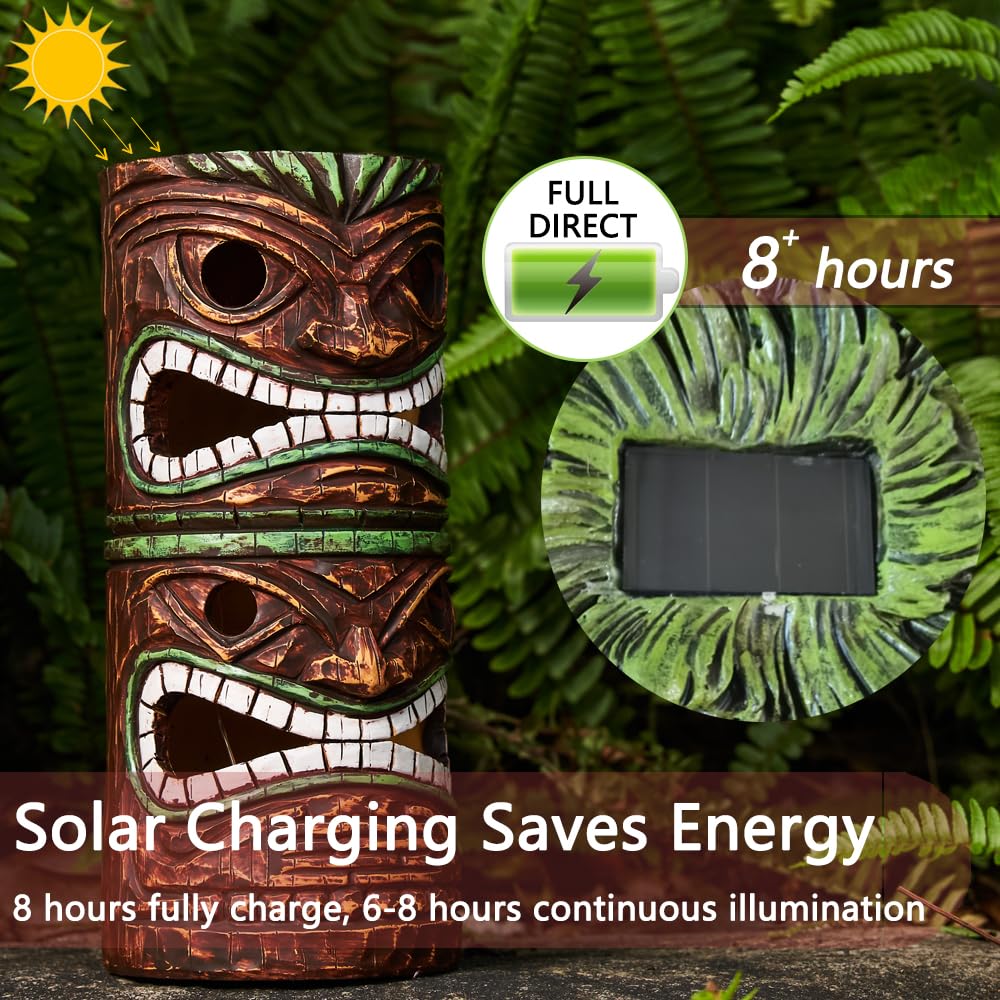 FULL
DIRECT
8+ hours
Solar Charging Saves Energy
8 hours fully charge, 6-8 hours continuous illumination